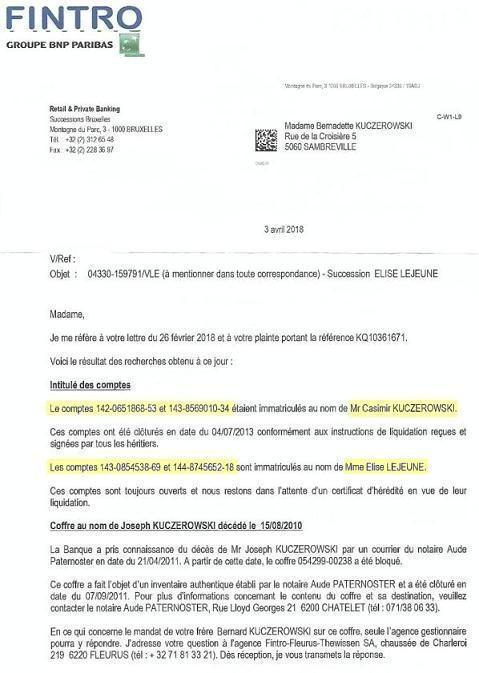 FINTRO
GROUPE BNP PARIBAS
Montagne du Parc, 3 1000 BRUXELLES - Belgique
Retail & Private Banking
Successions Bruxelles
Montagne du Parc, 3 - 1000 BRUXELLES
Tél. +32 (2) 312 65 48
Fax +32 (2) 228 36 97
C-W1-L9
Madame Bernadette KUCZEROWSKI
Rue de la Croisière 5
5060 SAMBREVILLE
3 avril 2018
V/Ref :
Objet : 04330-159791/VLE (à mentionner dans toute correspondance) - Succession ELISE LEJEUNE
Madame,
Je me réfère à votre lettre du 26 février 2018 et à votre plainte portant la référence KQ10361671.
Voici le résultat des recherches obtenu à ce jour :
Intitulé des comptes
Le comptes 142-0651868-53 et 143-8569010-34 étaient immatriculés au nom de Mr Casimir KUCZEROWSKI.
Ces comptes ont été clôturés en date du 04/07/2013 conformément aux instructions de liquidation reçues et
signées par tous les héritiers.
Les comptes 143-0854538-69 et 144-8745652-18 sont immatriculés au nom de Mme Elise LEJEUNE.
Ces comptes sont toujours ouverts et nous restons dans l'attente d'un certificat d'hérédité en vue de leur
liquidation.
Coffre au nom de Joseph KUCZEROWSKI décédé le 15/08/2010
La Banque a pris connaissance du décès de Mr Joseph KUCZEROWSKI par un courrier du notaire Aude
Paternoster en date du 21/04/2011. A partir de cette date, le coffre 054299-00238 a été bloqué.
Ce coffre a fait l'objet d'un inventaire authentique établi par le notaire Aude PATERNOSTER et a été clôturé en
date du 07/09/2011. Pour plus d'informations concernant le contenu du coffre et sa destination, veuillez
contacter le notaire Aude PATERNOSTER, Rue Lloyd Georges 21 6200 CHATELET (tél : 071/38 06 33).
En ce qui concerne le mandat de votre frère Bernard KUCZEROWSKI sur ce coffre, seule l'agence gestionnaire
pourra y répondre. J'adresse votre question à l'agence Fintro-Fleurus-Thewissen SA, chaussée de Charleroi
219 6220 FLEURUS (tél : + 32 71 81 33 21). Dès réception, je vous transmets la réponse.